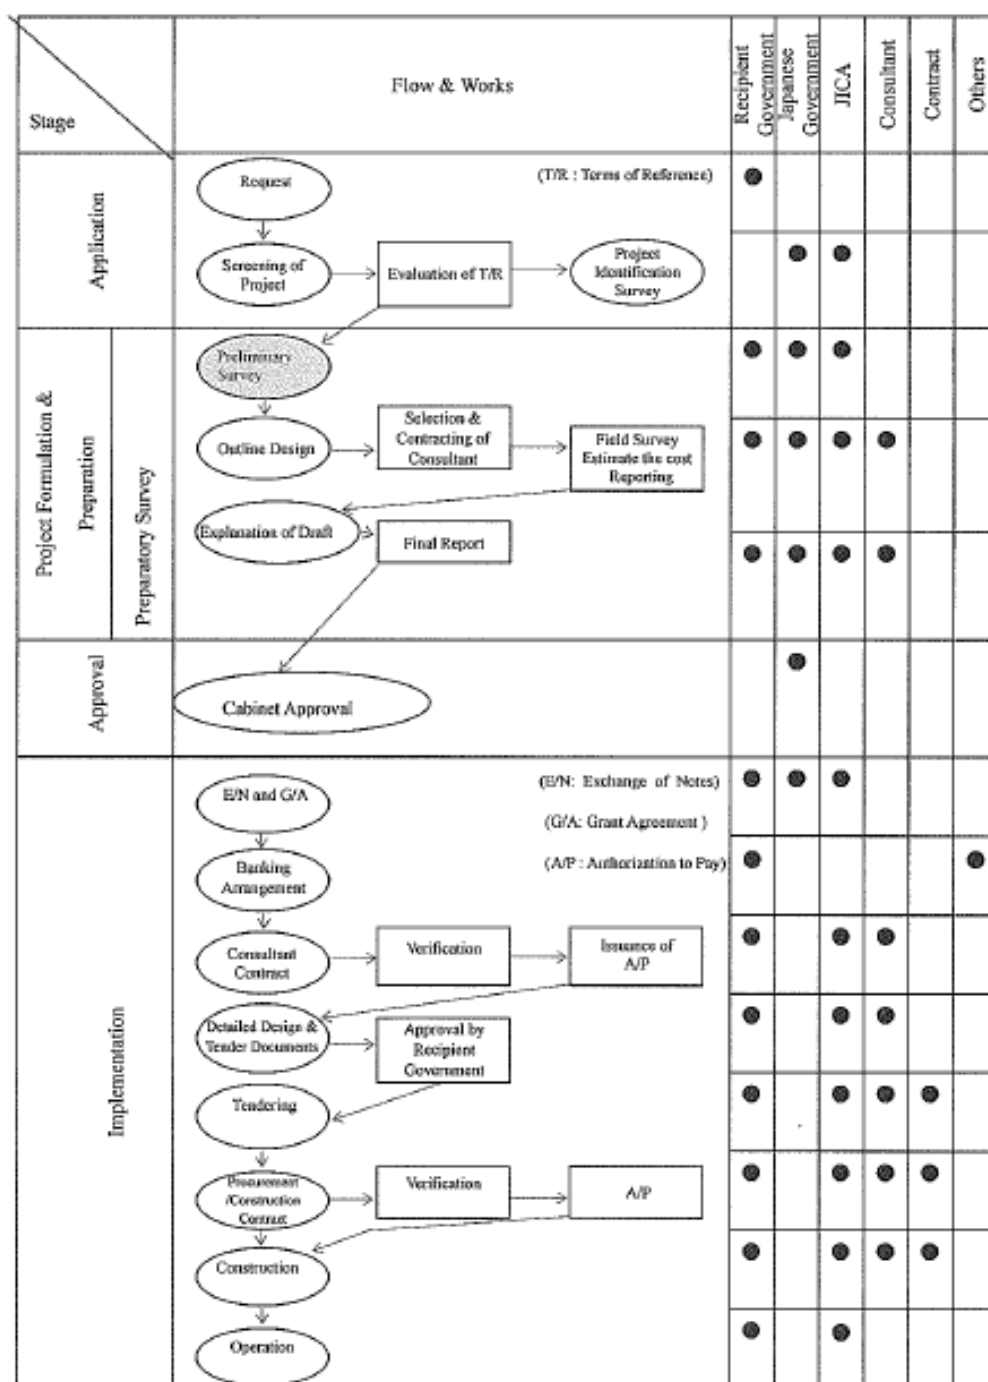 Stage
Flow & Works
Recipient
Government
Japanese
Government
JICA
Consultant
Contract
Others
Application
Request
(T/R : Terms of Reference)
Screening of
Project
Evaluation of T/R
Project
Identification
Survey
Project Formulation &
Preparation
Preparatory Survey
Preliminary
Survey
Outline Design
Selection &
Contracting of
Consultant
Field Survey
Estimate the cost
Reporting
Explanation of Draft
Final Report
Approval
Cabinet Approval
Implementation
E/N and G/A
(E/N: Exchange of Notes)
(G/A: Grant Agreement )
Banking
Arrangement
(A/P : Authorization to Pay)
Consultant
Contract
Verification
Issuance of
A/P
Detailed Design &
Tender Documents
Approval by
Recipient
Government
Tendering
Procurement
/Construction
Contract
Verification
A/P
Construction
Operation